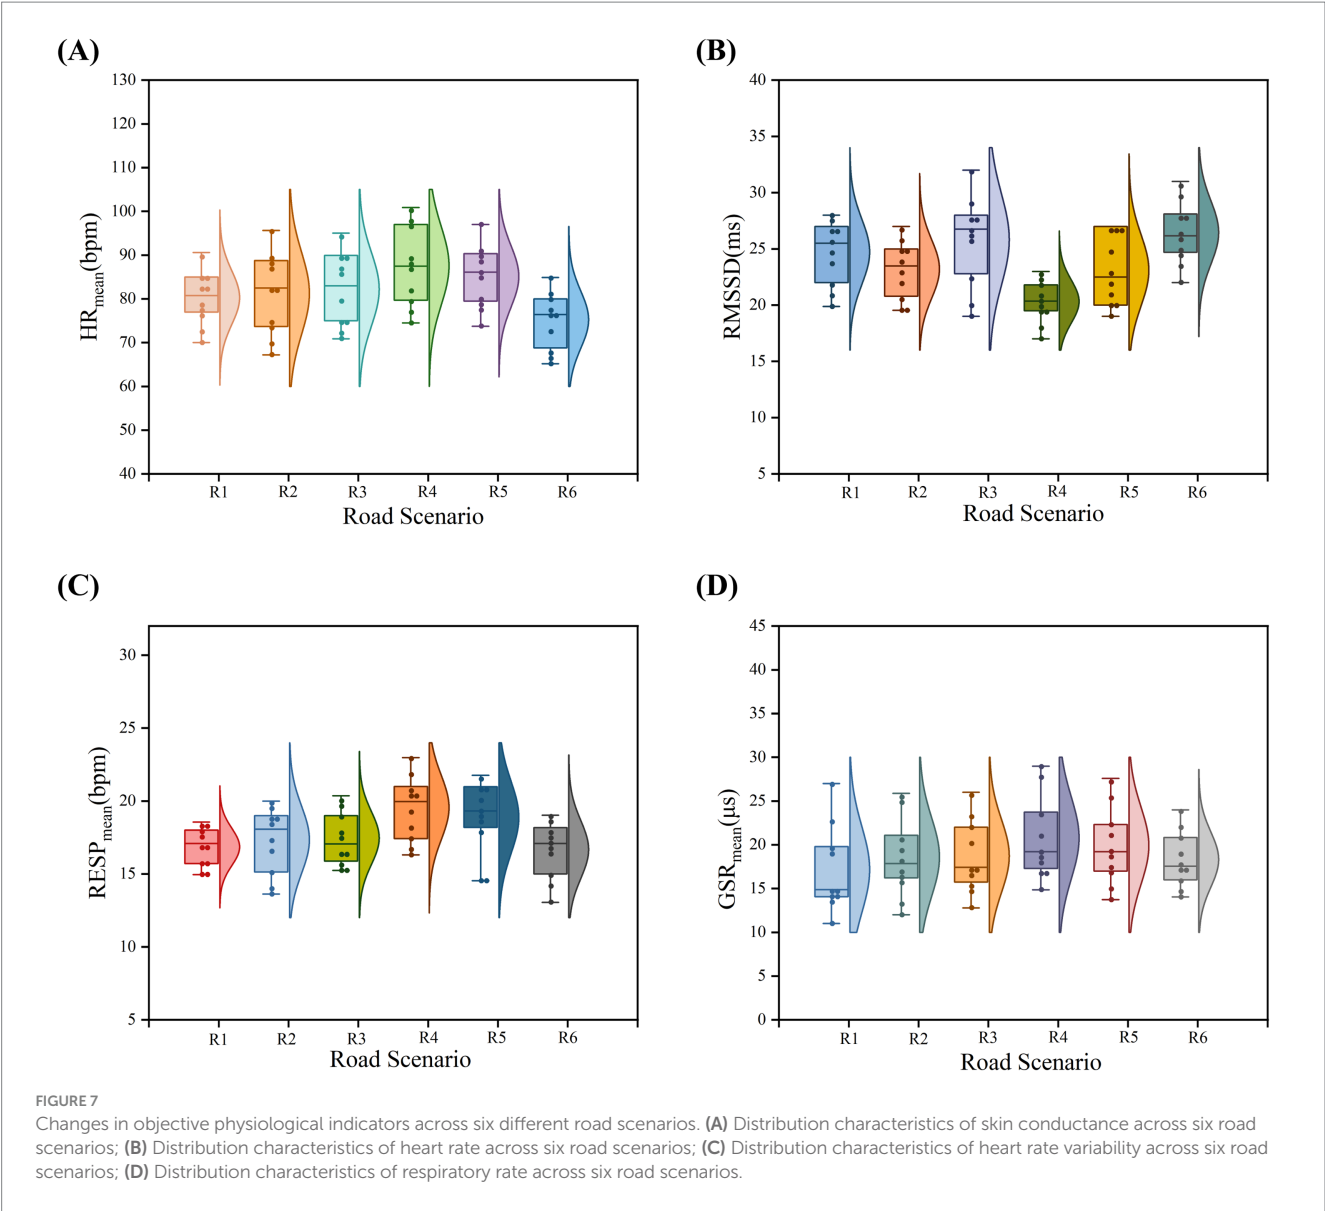 (A)
130
120
110
100
90
80
70
60
50
40
HRmean(bpm)
R1 R2 R3 R4 R5 R6
Road Scenario
(B)
40
35
30
25
20
15
10
5
RMSSD(ms)
R1 R2 R3 R4 R5 R6
Road Scenario
(C)
30
25
20
15
10
5
RESPmean(bpm)
R1 R2 R3 R4 R5 R6
Road Scenario
(D)
45
40
35
30
25
20
15
10
5
0
GSRmean(μs)
R1 R2 R3 R4 R5 R6
Road Scenario
FIGURE 7
Changes in objective physiological indicators across six different road scenarios. (A) Distribution characteristics of skin conductance across six road
scenarios; (B) Distribution characteristics of heart rate across six road scenarios; (C) Distribution characteristics of heart rate variability across six road
scenarios; (D) Distribution characteristics of respiratory rate across six road scenarios.